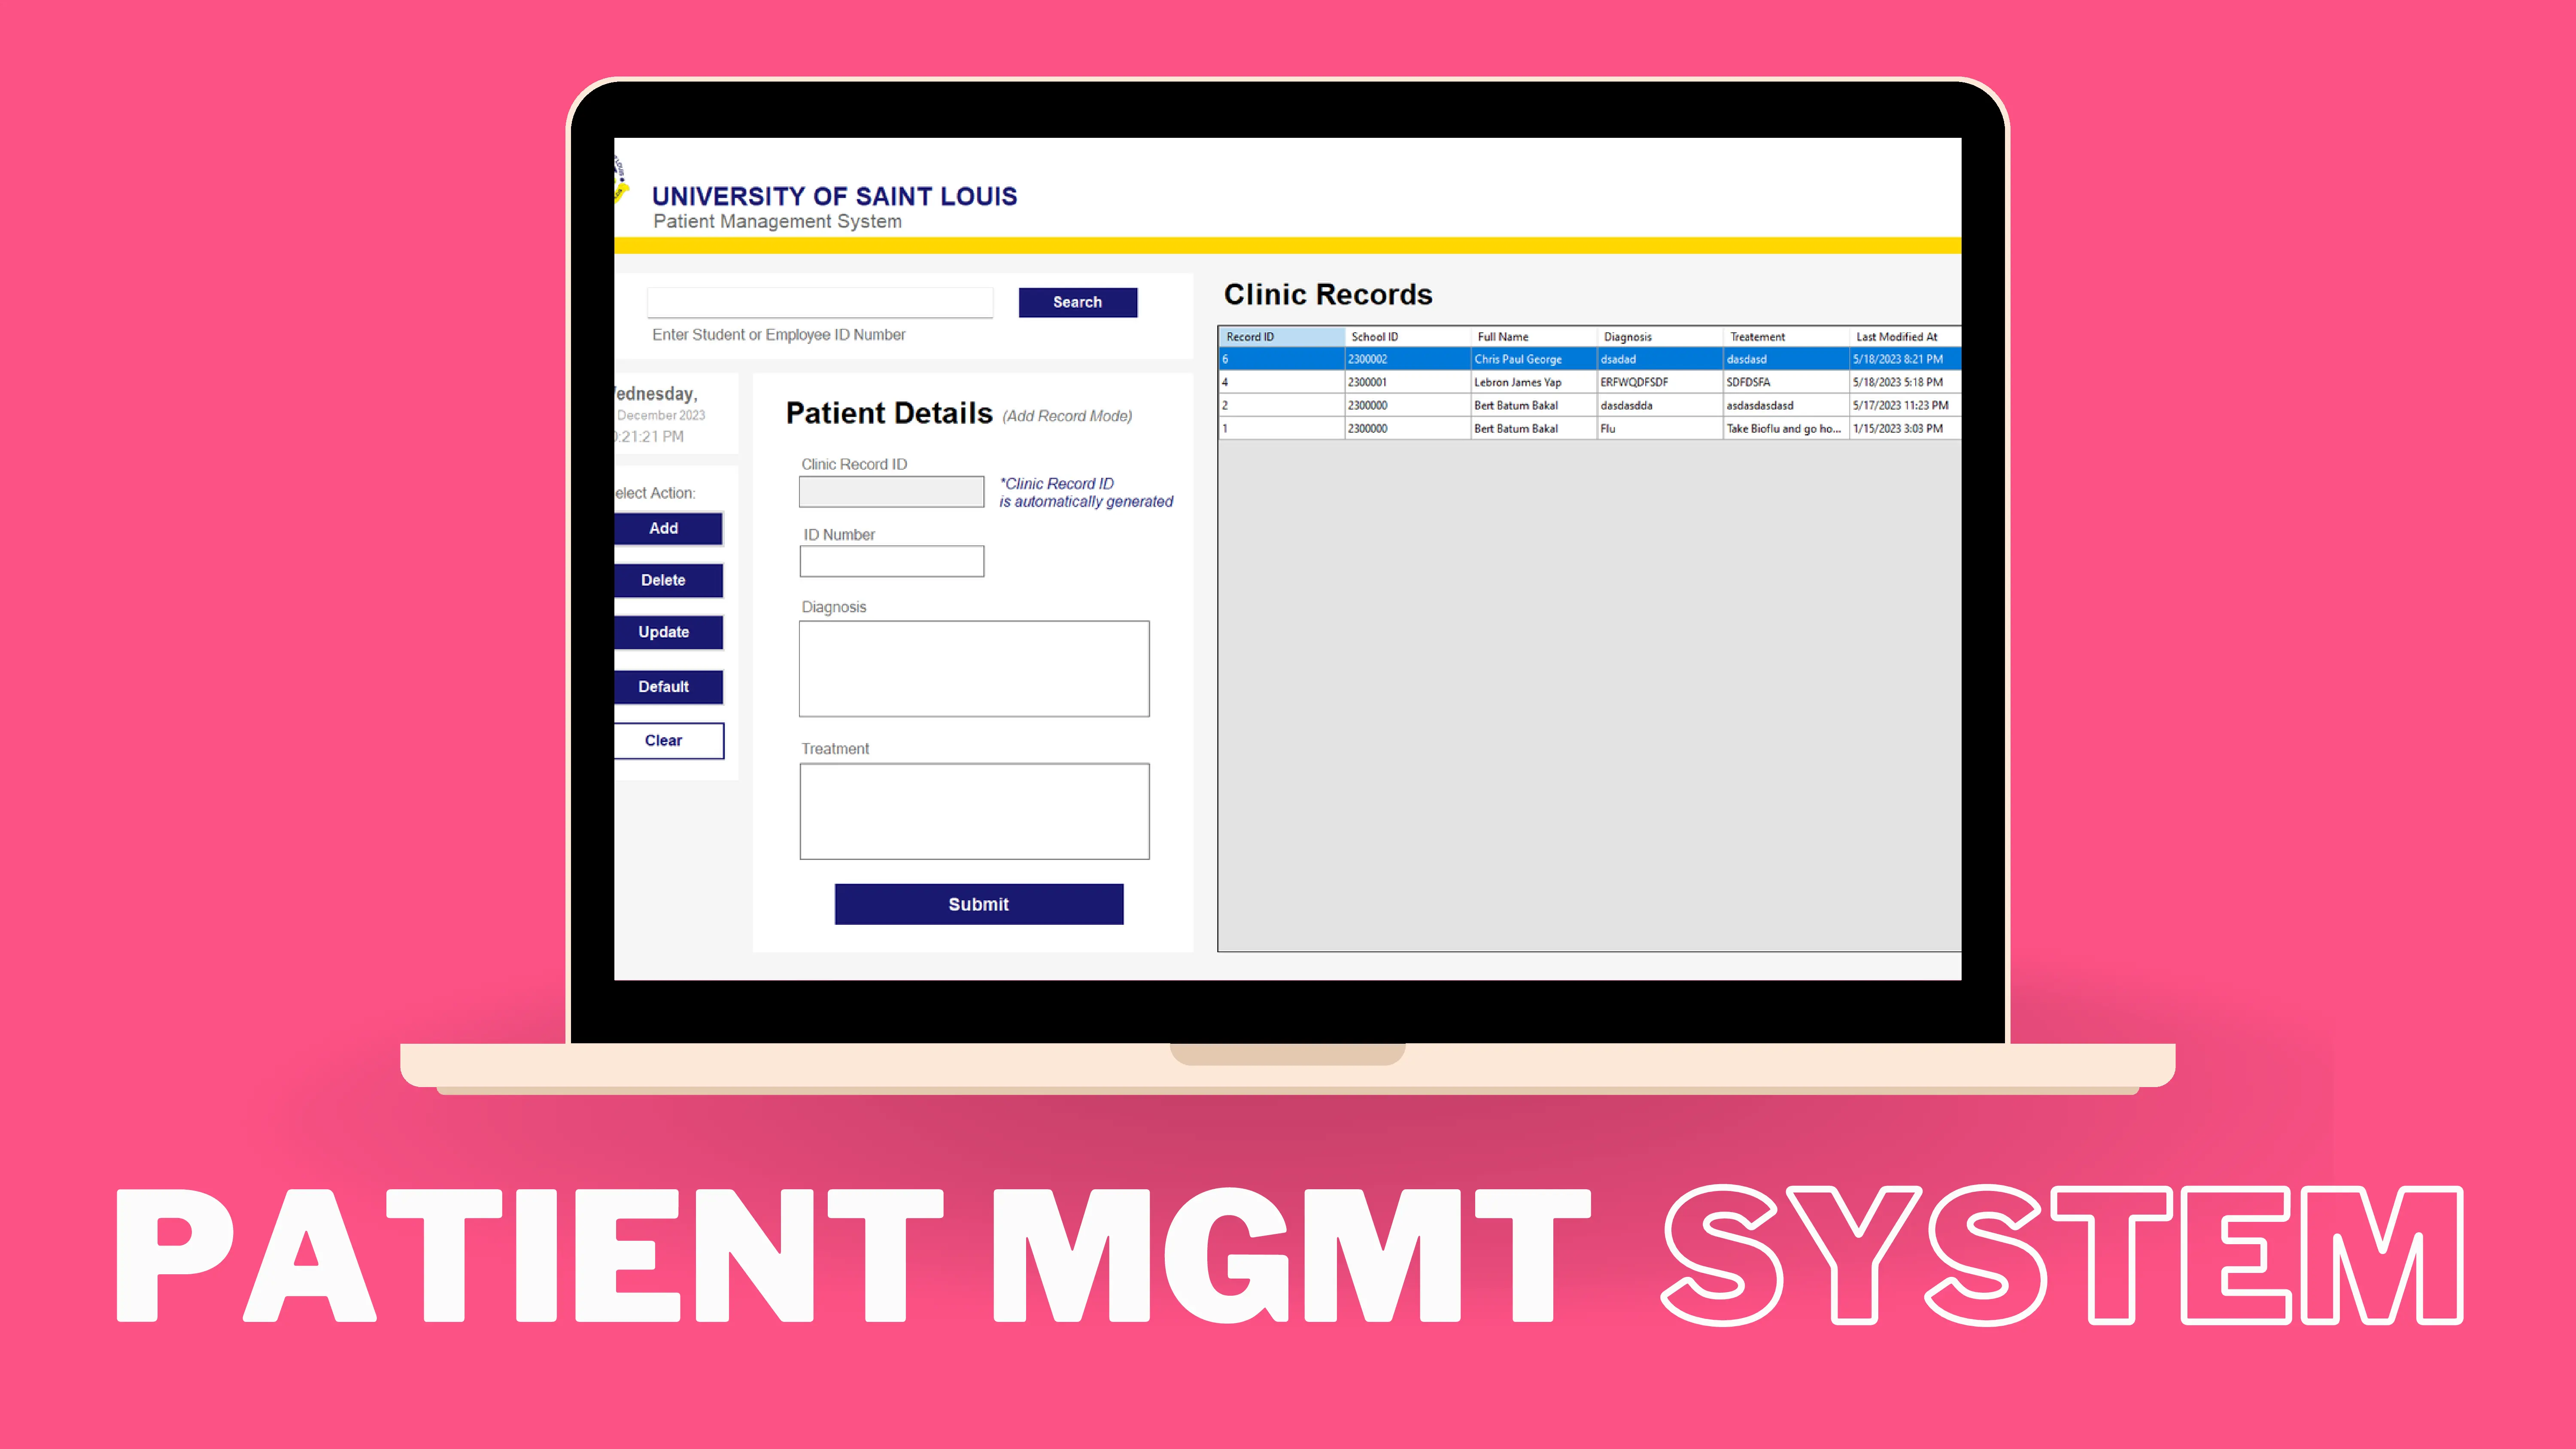 UNIVERSITY OF SAINT LOUIS
Patient Management System
Search
Enter Student or Employee ID Number
ednesday,
December 2023
:21:21 PM
elect Action:
Add
Delete
Update
Default
Clear
Patient Details (Add Record Mode)
Clinic Record ID
*Clinic Record ID
is automatically generated
ID Number
Diagnosis
Treatment
Submit
Clinic Records
Record ID School ID Full Name Diagnosis Treatement Last Modified At
6 2300002 Chris Paul George dsadad dasdasd 5/18/2023 8:21 PM
4 2300001 Lebron James Yap ERFWQDFSDF SDFDSFA 5/18/2023 5:18 PM
2 2300000 Bert Batum Bakal dasdasdda asdasdasdasd 5/17/2023 11:23 PM
1 2300000 Bert Batum Bakal Flu Take Bioflu and go ho... 1/15/2023 3:03 PM
PATIENT MGMT SYSTEM